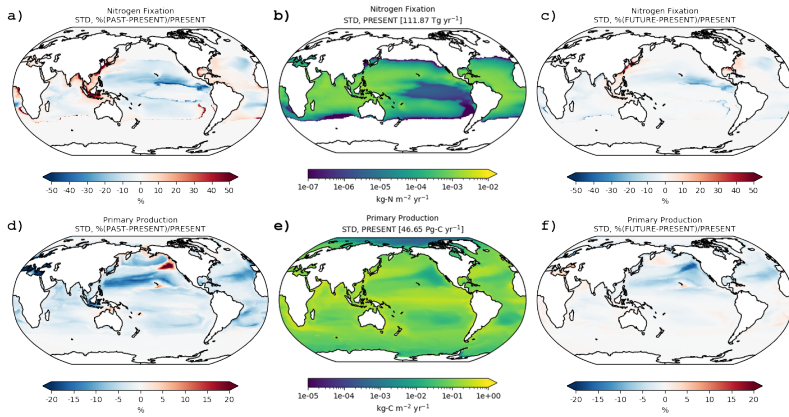 a)
Nitrogen Fixation
STD, %(PAST-PRESENT)/PRESENT
-50 -40 -30 -20 -10 0 10 20 30 40 50
%
b)
Nitrogen Fixation
STD, PRESENT [111.87 Tg yr⁻¹]
1e-07 1e-06 1e-05 1e-04 1e-03 1e-02
kg-N m⁻² yr⁻¹
c)
Nitrogen Fixation
STD, %(FUTURE-PRESENT)/PRESENT
-50 -40 -30 -20 -10 0 10 20 30 40 50
%
d)
Primary Production
STD, %(PAST-PRESENT)/PRESENT
-20 -15 -10 -5 0 5 10 15 20
%
e)
Primary Production
STD, PRESENT [46.65 Pg-C yr⁻¹]
1e-05 1e-04 1e-03 1e-02 1e-01 1e+00
kg-C m⁻² yr⁻¹
f)
Primary Production
STD, %(FUTURE-PRESENT)/PRESENT
-20 -15 -10 -5 0 5 10 15 20
%